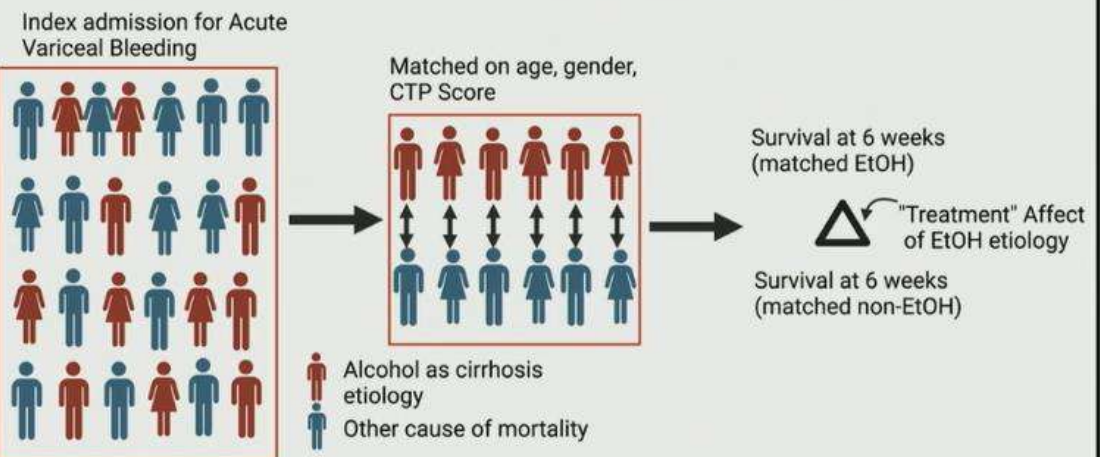 Index admission for Acute
Variceal Bleeding
Matched on age, gender,
CTP Score
Survival at 6 weeks
(matched EtOH)
"Treatment" Affect
of EtOH etiology
Survival at 6 weeks
(matched non-EtOH)
Alcohol as cirrhosis
etiology
Other cause of mortality